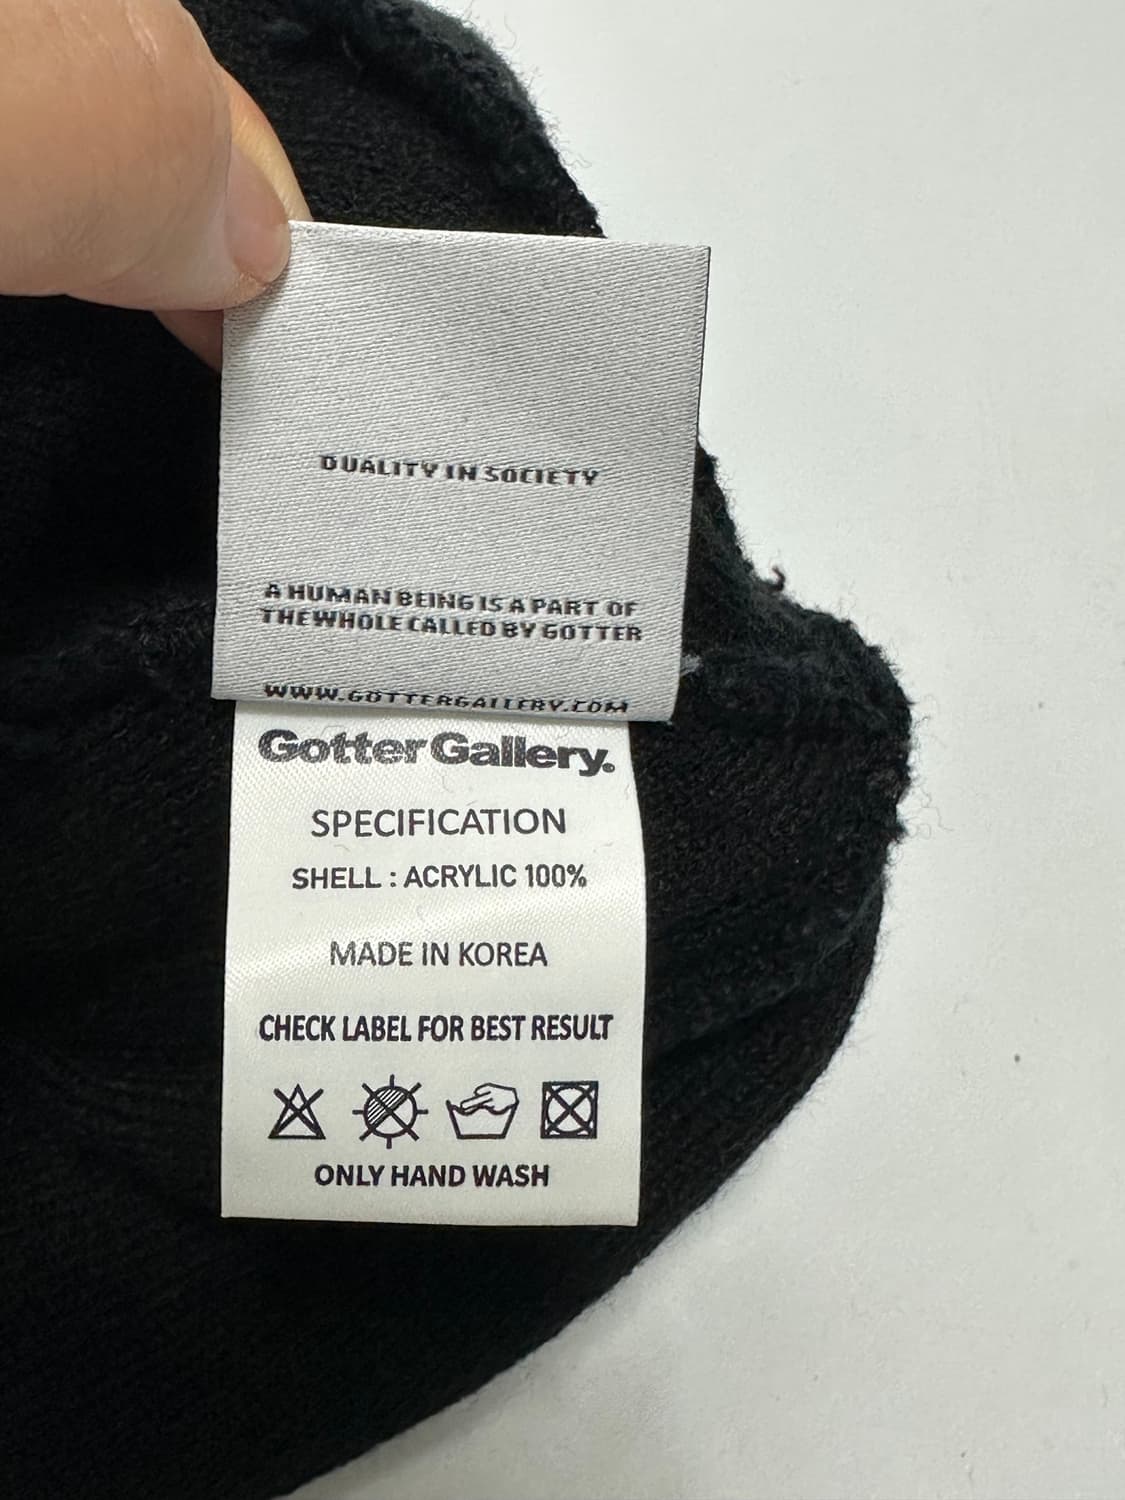 DUALITY IN SOCIETY
A HUMAN BEING IS A PART OF
THE WHOLE CALLED BY GOTTER
WWW.GOTTERGALLERY.COM
Gotter Gallery.
SPECIFICATION
SHELL : ACRYLIC 100%
MADE IN KOREA
CHECK LABEL FOR BEST RESULT
ONLY HAND WASH